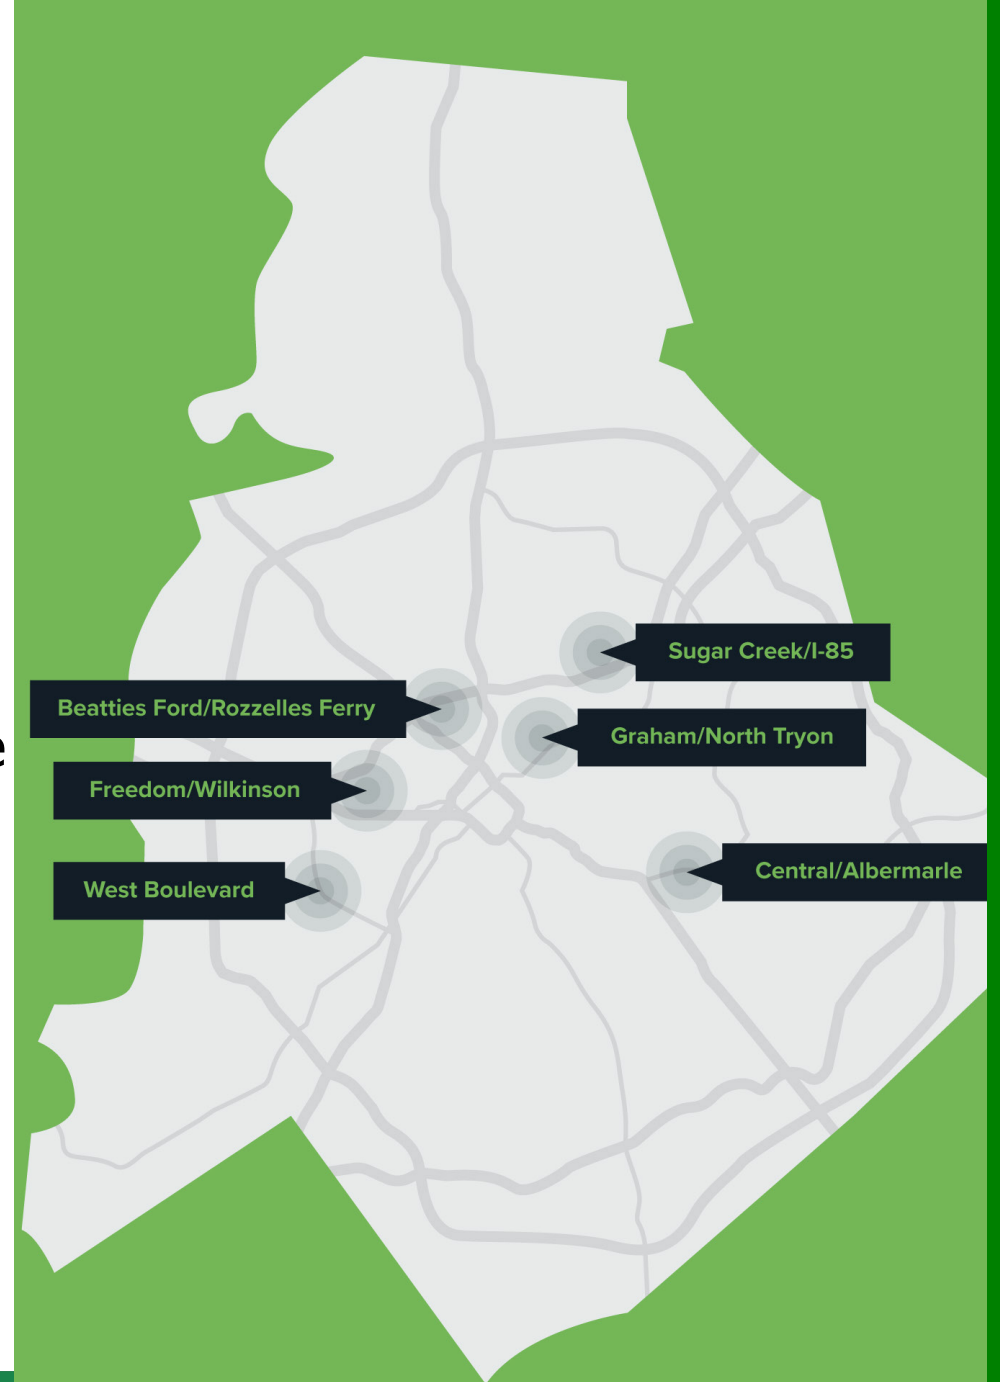 Sugar Creek/I-85
Beatties Ford/Rozzelles Ferry
Graham/North Tryon
Freedom/Wilkinson
Central/Albermarle
West Boulevard